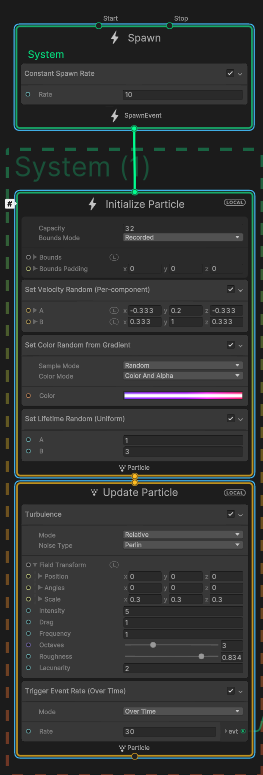 Start Stop
Spawn
System
Constant Spawn Rate
Rate 10
SpawnEvent
System (1)
#
Initialize Particle LOCAL
Capacity 32
Bounds Mode Recorded
Bounds L
Bounds Padding x 0 y 0 z 0
Set Velocity Random (Per-component)
A L x -0.333 y 0.2 z -0.333
B L x 0.333 y 1 z 0.333
Set Color Random from Gradient
Sample Mode Random
Color Mode Color And Alpha
Color
Set Lifetime Random (Uniform)
A 1
B 3
Particle
Update Particle LOCAL
Turbulence
Mode Relative
Noise Type Perlin
Field Transform L
Position x 0 y 0 z 0
Angles x 0 y 0 z 0
Scale x 0.3 y 0.3 z 0.3
Intensity 5
Drag 1
Frequency 1
Octaves 3
Roughness 0.834
Lacunarity 2
Trigger Event Rate (Over Time)
Mode Over Time
Rate 30 evt
Particle